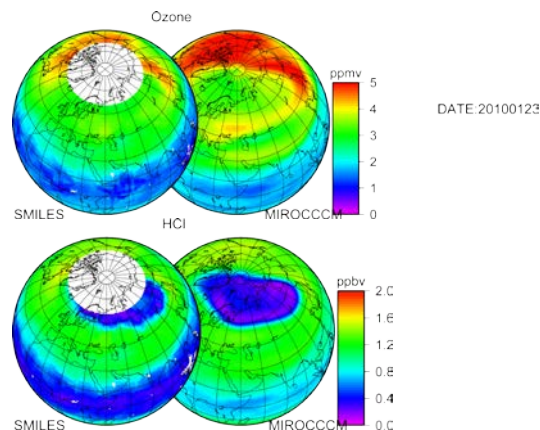 Ozone
ppmv
5
4
3
2
1
0
DATE:20100123
SMILES
MIROCCCM
HCl
ppbv
2.0
1.6
1.2
0.8
0.4
0.0
SMILES
MIROCCCM